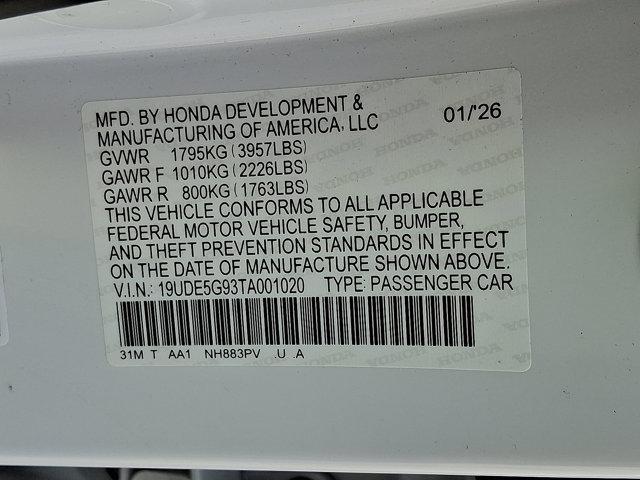 MFD. BY HONDA DEVELOPMENT &
MANUFACTURING OF AMERICA, LLC 01/'26
GVWR 1795KG (3957LBS)
GAWR F 1010KG (2226LBS)
GAWR R 800KG (1763LBS)
THIS VEHICLE CONFORMS TO ALL APPLICABLE
FEDERAL MOTOR VEHICLE SAFETY, BUMPER,
AND THEFT PREVENTION STANDARDS IN EFFECT
ON THE DATE OF MANUFACTURE SHOWN ABOVE.
V.I.N.: 19UDE5G93TA001020 TYPE: PASSENGER CAR
31M T AA1 NH883PV .U .A